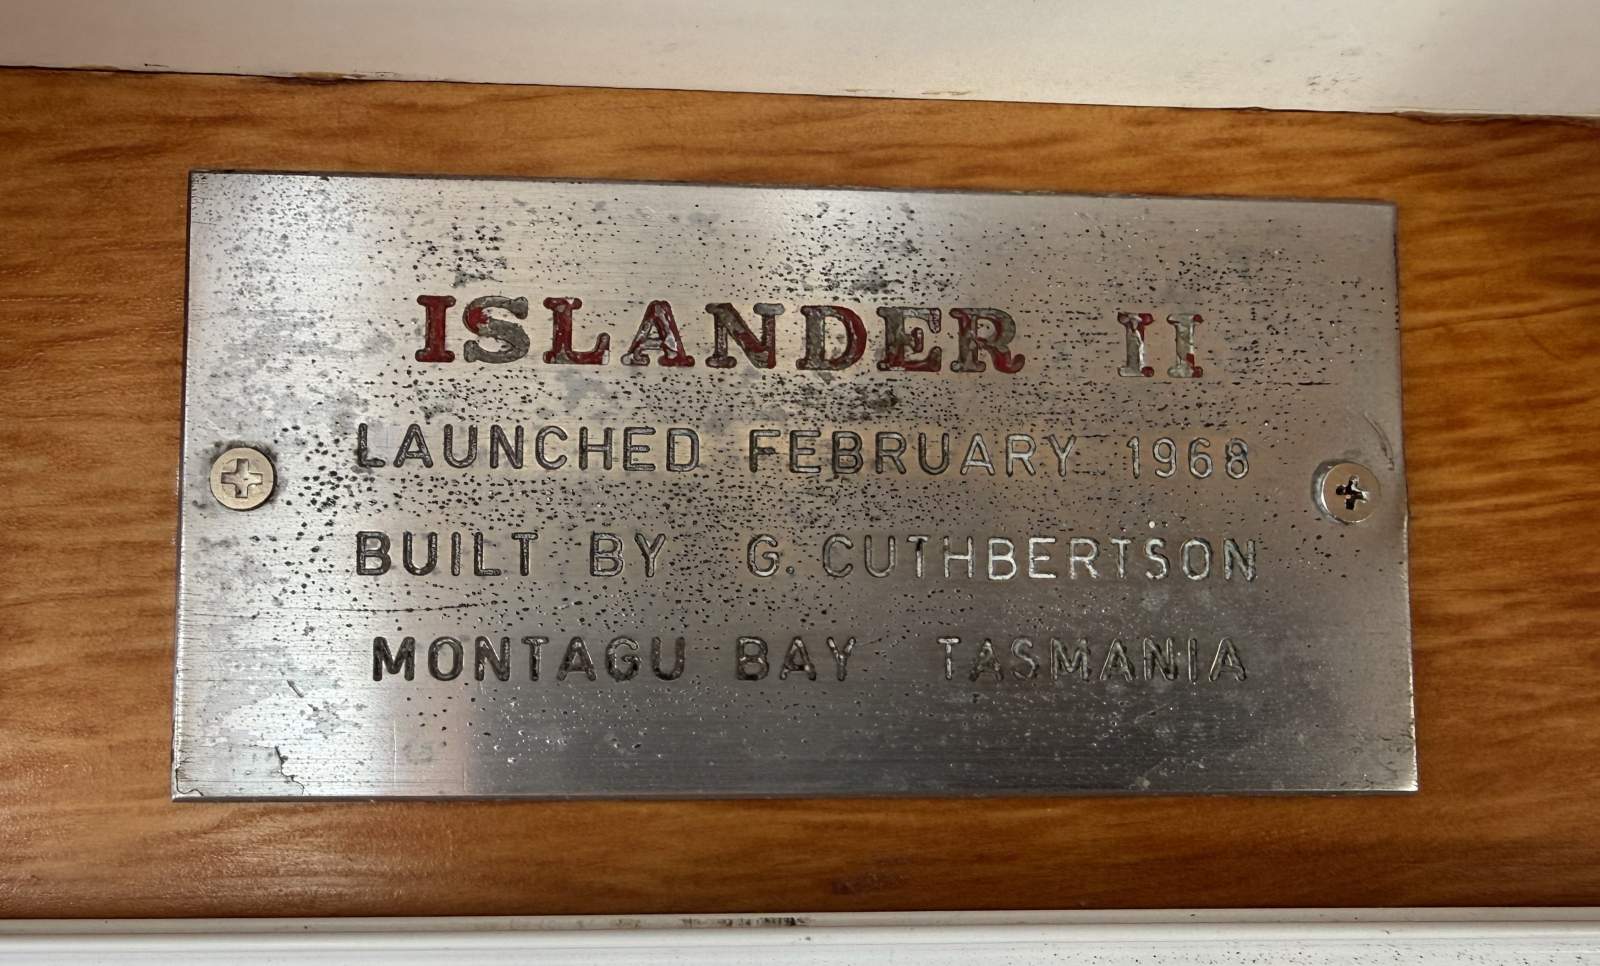 ISLANDER II
LAUNCHED FEBRUARY 1968
BUILT BY G. CUTHBERTSON
MONTAGU BAY TASMANIA